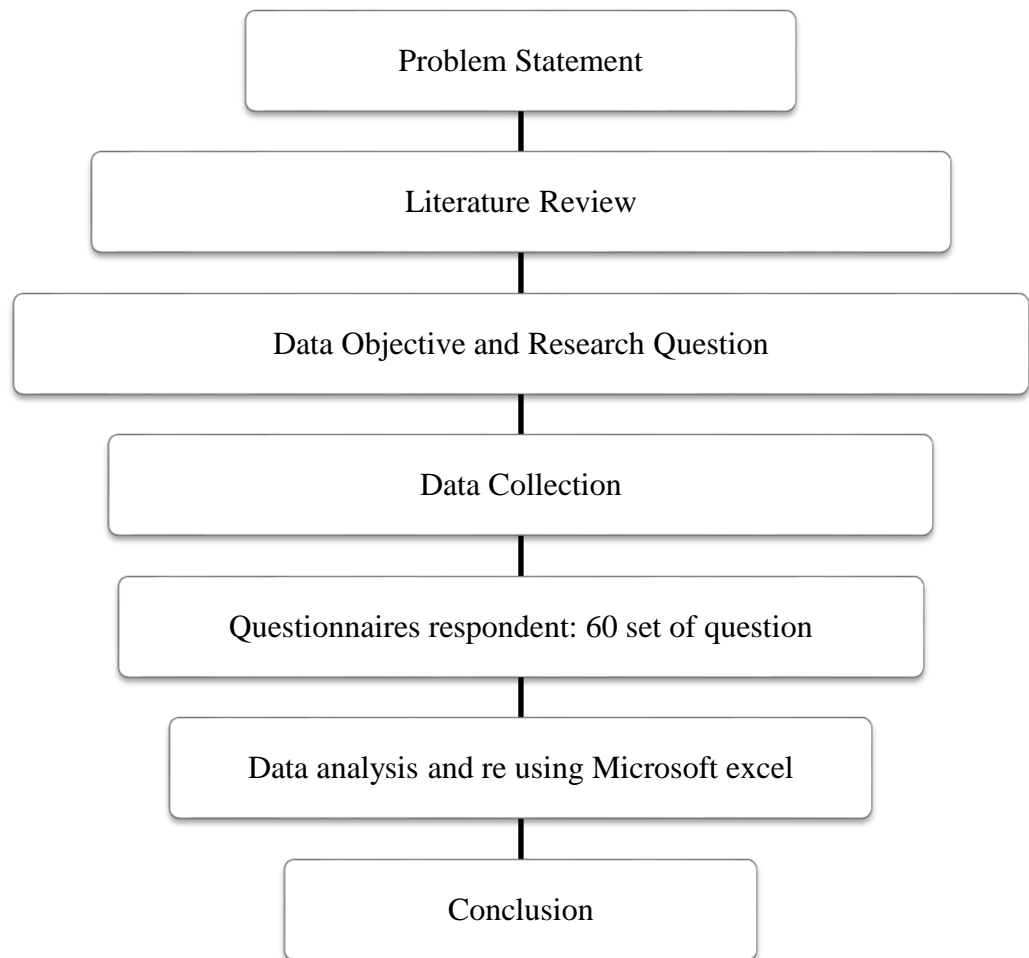 Problem Statement
Literature Review
Data Objective and Research Question
Data Collection
Questionnaires respondent: 60 set of question
Data analysis and re using Microsoft excel
Conclusion